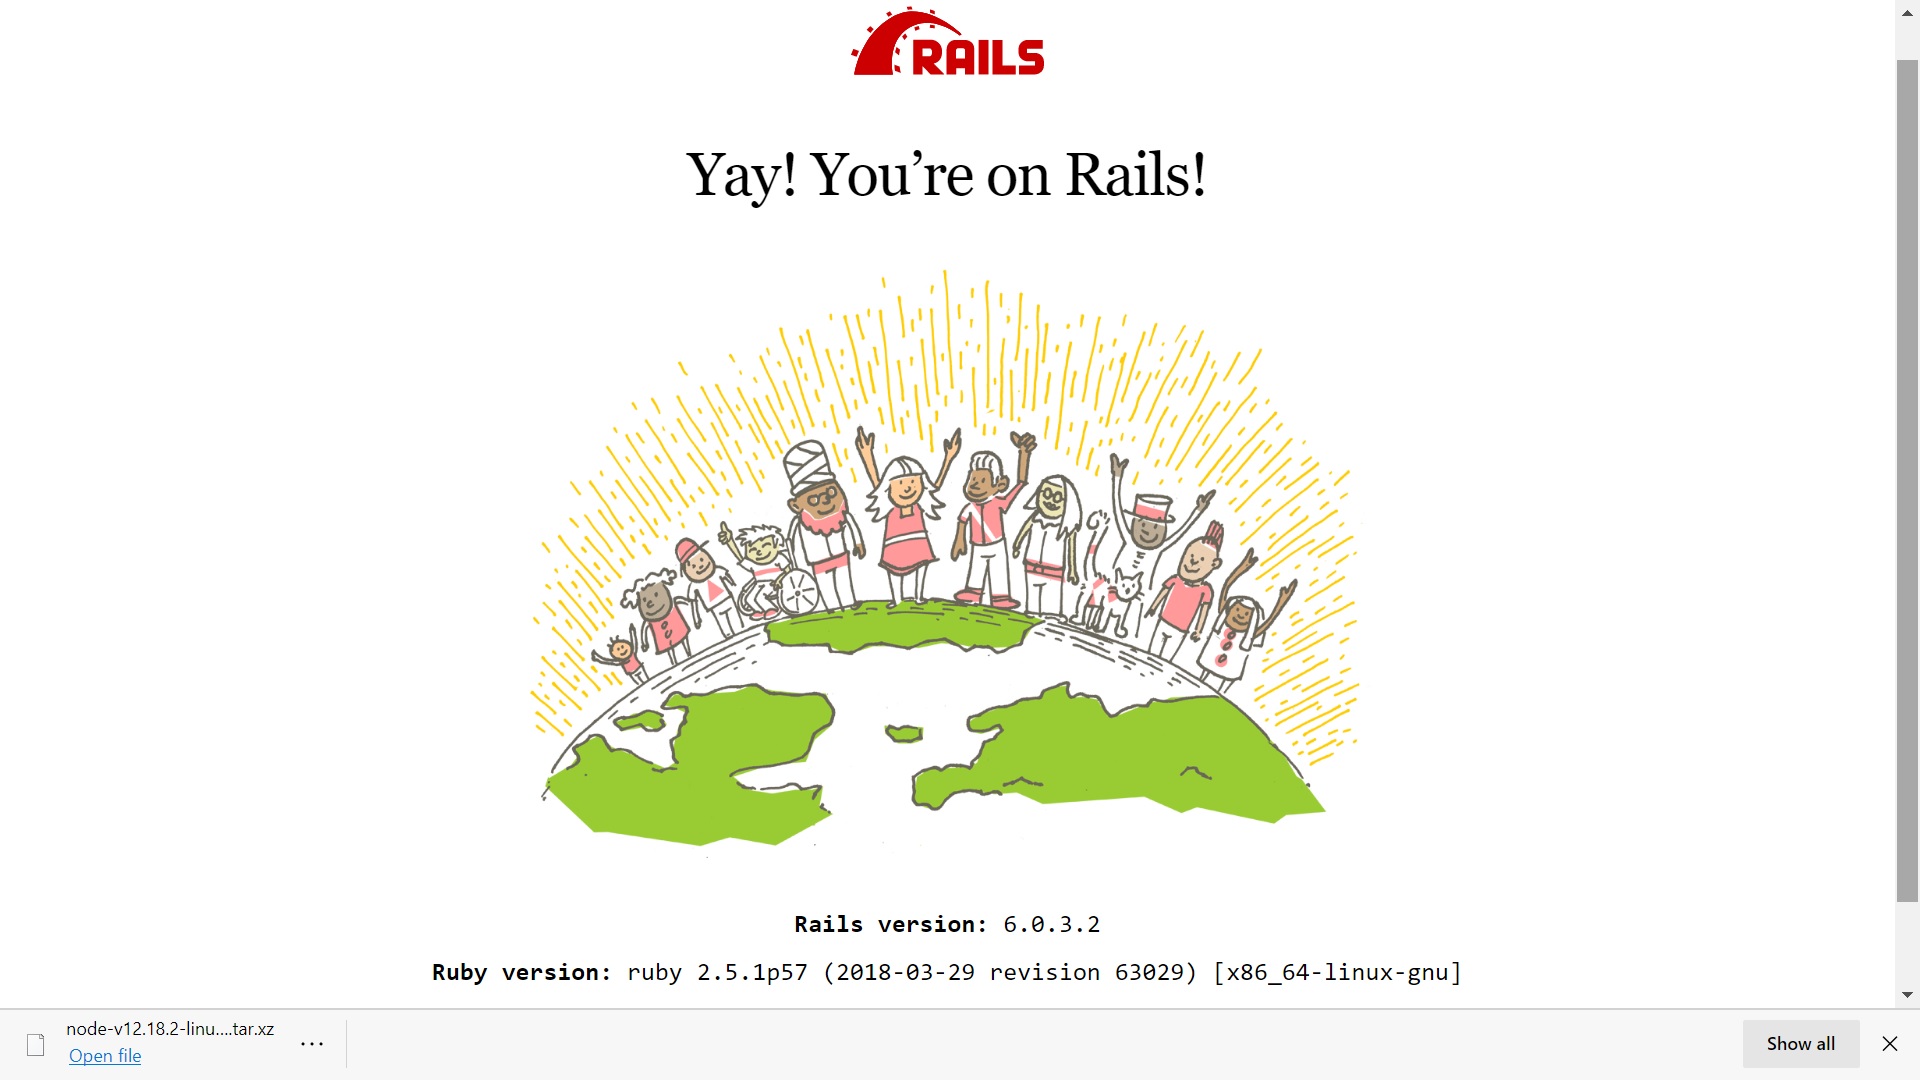 RAILS
Yay! You’re on Rails!
Rails version: 6.0.3.2
Ruby version: ruby 2.5.1p57 (2018-03-29 revision 63029) [x86_64-linux-gnu]
node-v12.18.2-linu....tar.xz
Open file
Show all